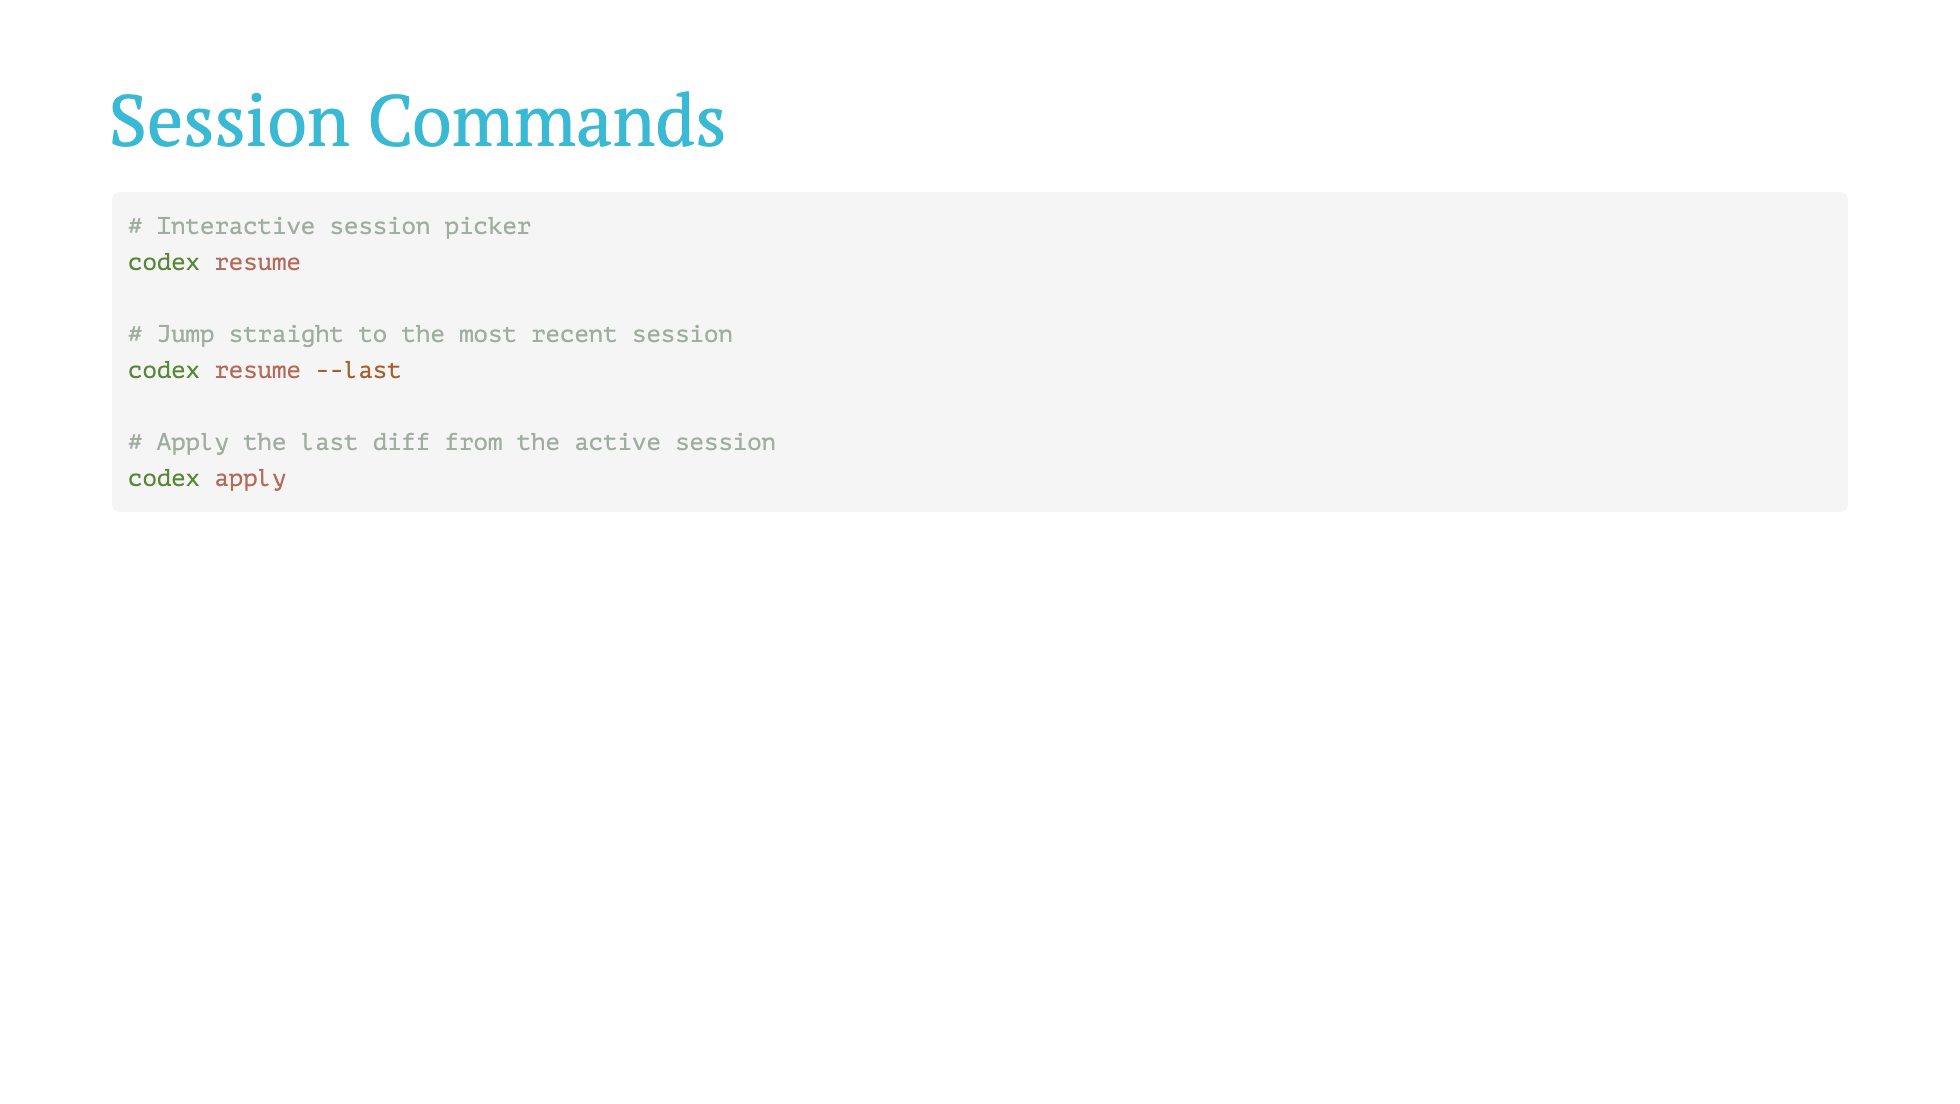 Session Commands
# Interactive session picker
codex resume
# Jump straight to the most recent session
codex resume --last
# Apply the last diff from the active session
codex apply